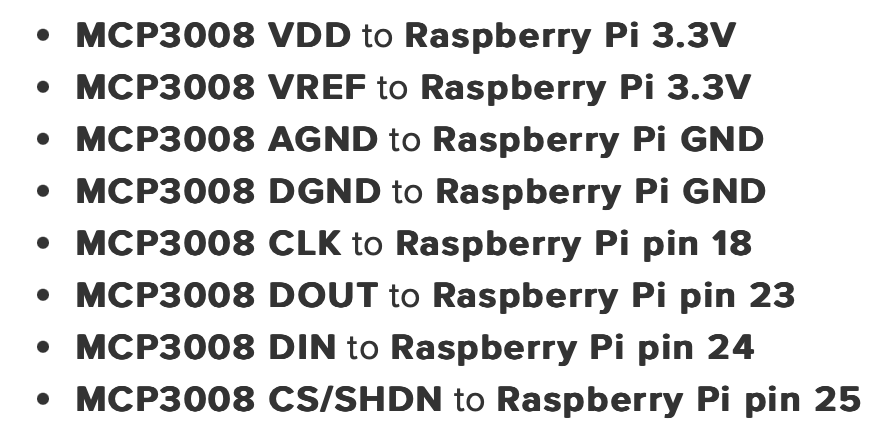 • MCP3008 VDD to Raspberry Pi 3.3V
• MCP3008 VREF to Raspberry Pi 3.3V
• MCP3008 AGND to Raspberry Pi GND
• MCP3008 DGND to Raspberry Pi GND
• MCP3008 CLK to Raspberry Pi pin 18
• MCP3008 DOUT to Raspberry Pi pin 23
• MCP3008 DIN to Raspberry Pi pin 24
• MCP3008 CS/SHDN to Raspberry Pi pin 25